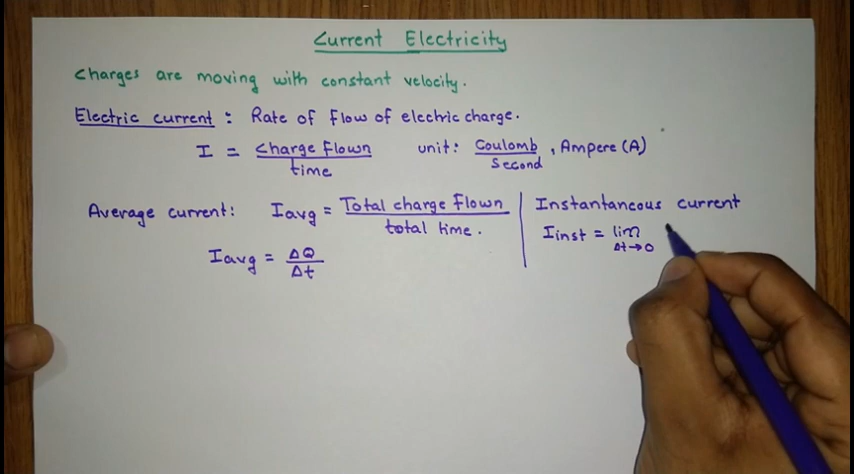 Current Electricity
Charges are moving with constant velocity.
Electric current : Rate of Flow of electric charge.
I = Charge Flown / time unit: Coulomb / Second , Ampere (A)
Average current: Iavg = Total charge Flown / total time.
Iavg = ΔQ / Δt
Instantaneous current
Iinst = lim Δt→0